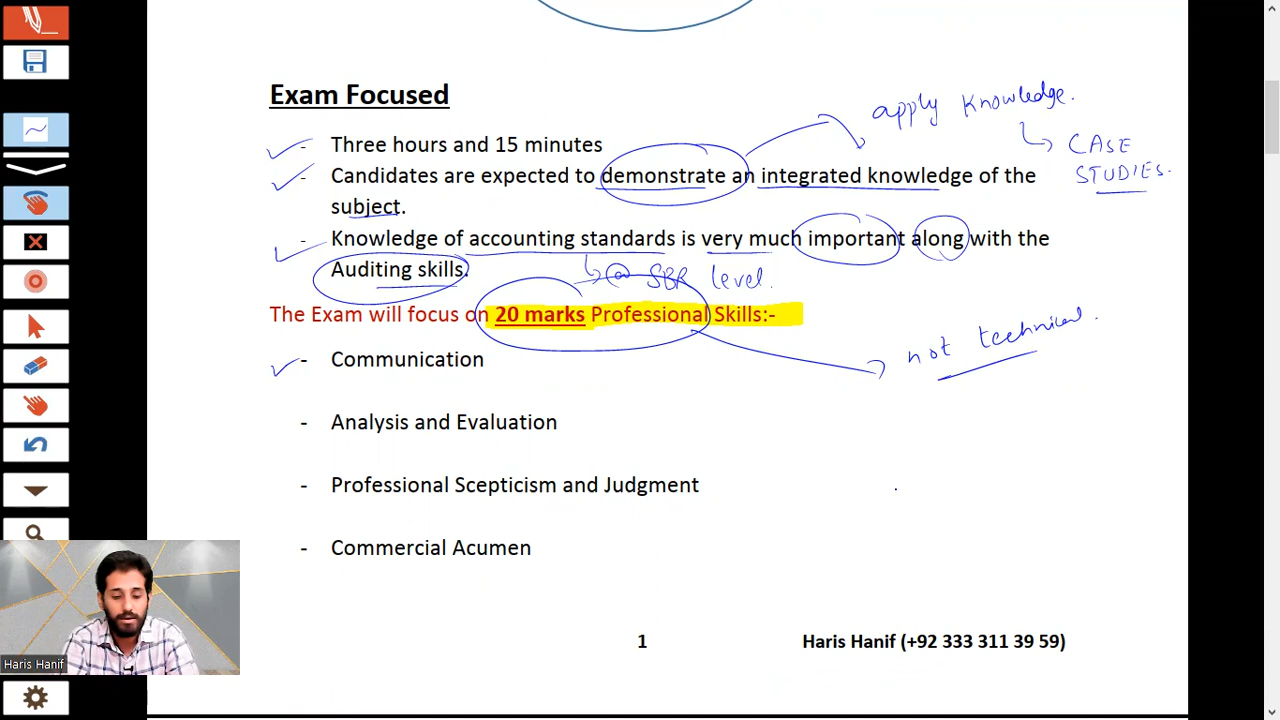 Exam Focused
apply Knowledge.
- Three hours and 15 minutes
CASE
- Candidates are expected to demonstrate an integrated knowledge of the
STUDIES.
subject.
- Knowledge of accounting standards is very much important along with the
Auditing skills.
@ SBR level.
The Exam will focus on 20 marks Professional Skills:-
not technical.
- Communication
- Analysis and Evaluation
- Professional Scepticism and Judgment
- Commercial Acumen
1
Haris Hanif (+92 333 311 39 59)
Haris Hanif